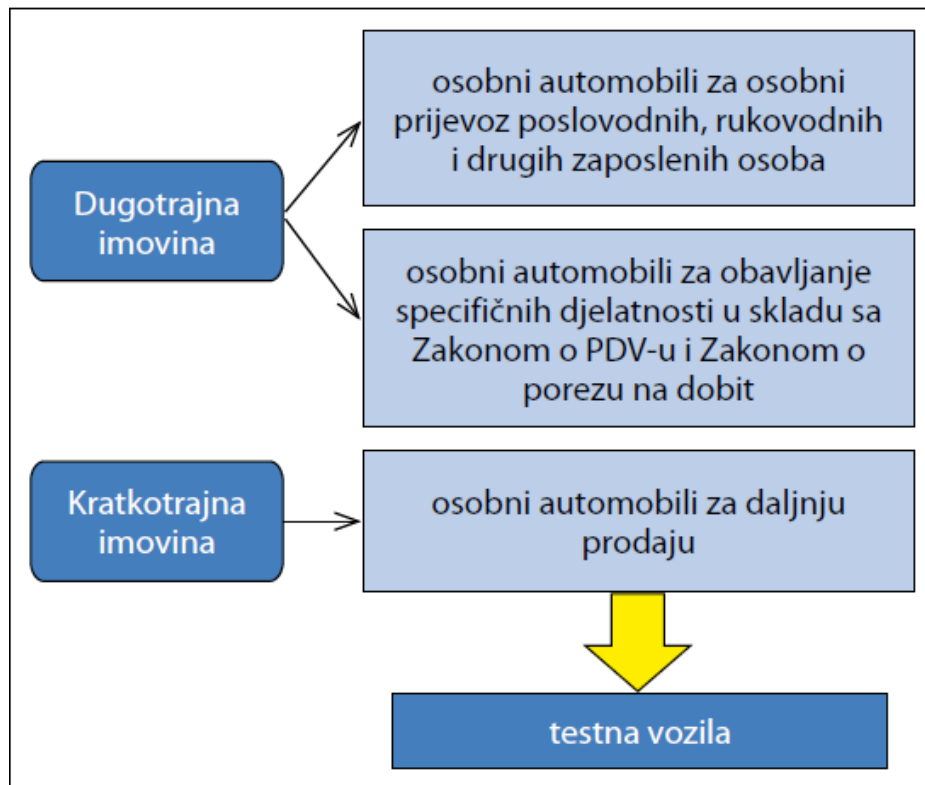 osobni automobili za osobni
prijevoz poslovodnih, rukovodnih
i drugih zaposlenih osoba
Dugotrajna
imovina
osobni automobili za obavljanje
specifičnih djelatnosti u skladu sa
Zakonom o PDV-u i Zakonom o
porezu na dobit
Kratkotrajna
imovina
osobni automobili za daljnju
prodaju
testna vozila